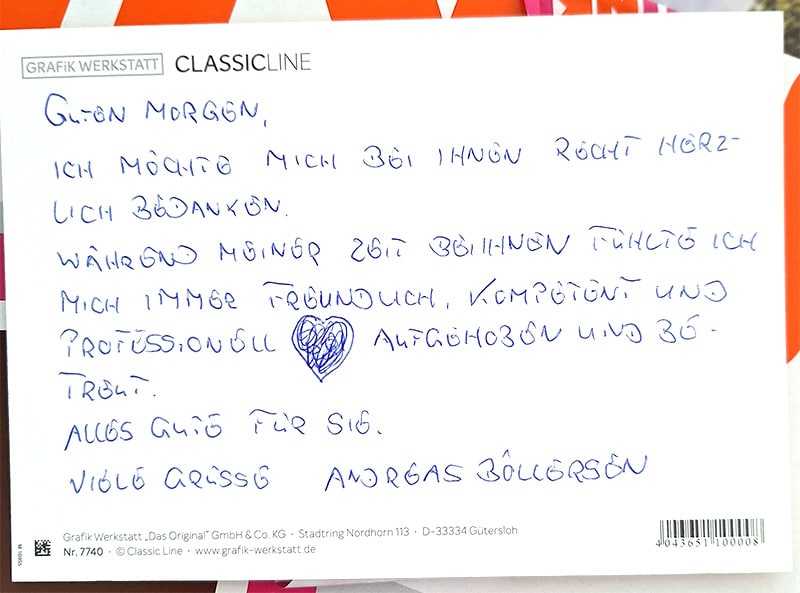 GRAFiK WERKSTATT CLASSICLINE
GUTEN MORGEN,
ICH MÖCHTE MICH BEI IHNEN RECHT HERZ-
LICH BEDANKEN.
WÄHREND MEINER ZEIT BEI IHNEN FÜHLTE ICH
MICH IMMER FREUNDLICH, KOMPETENT UND
PROFESSIONELL AUFGEHOBEN UND BE-
TREUT.
ALLES GUTE FÜR SIE.
VIELE GRÜSSE ANDREAS BÖLLERSEN
Grafik Werkstatt „Das Original" GmbH & Co. KG · Stadtring Nordhorn 113 · D-33334 Gütersloh
Nr. 7740 · © Classic Line · www.grafik-werkstatt.de
4 043651 100008